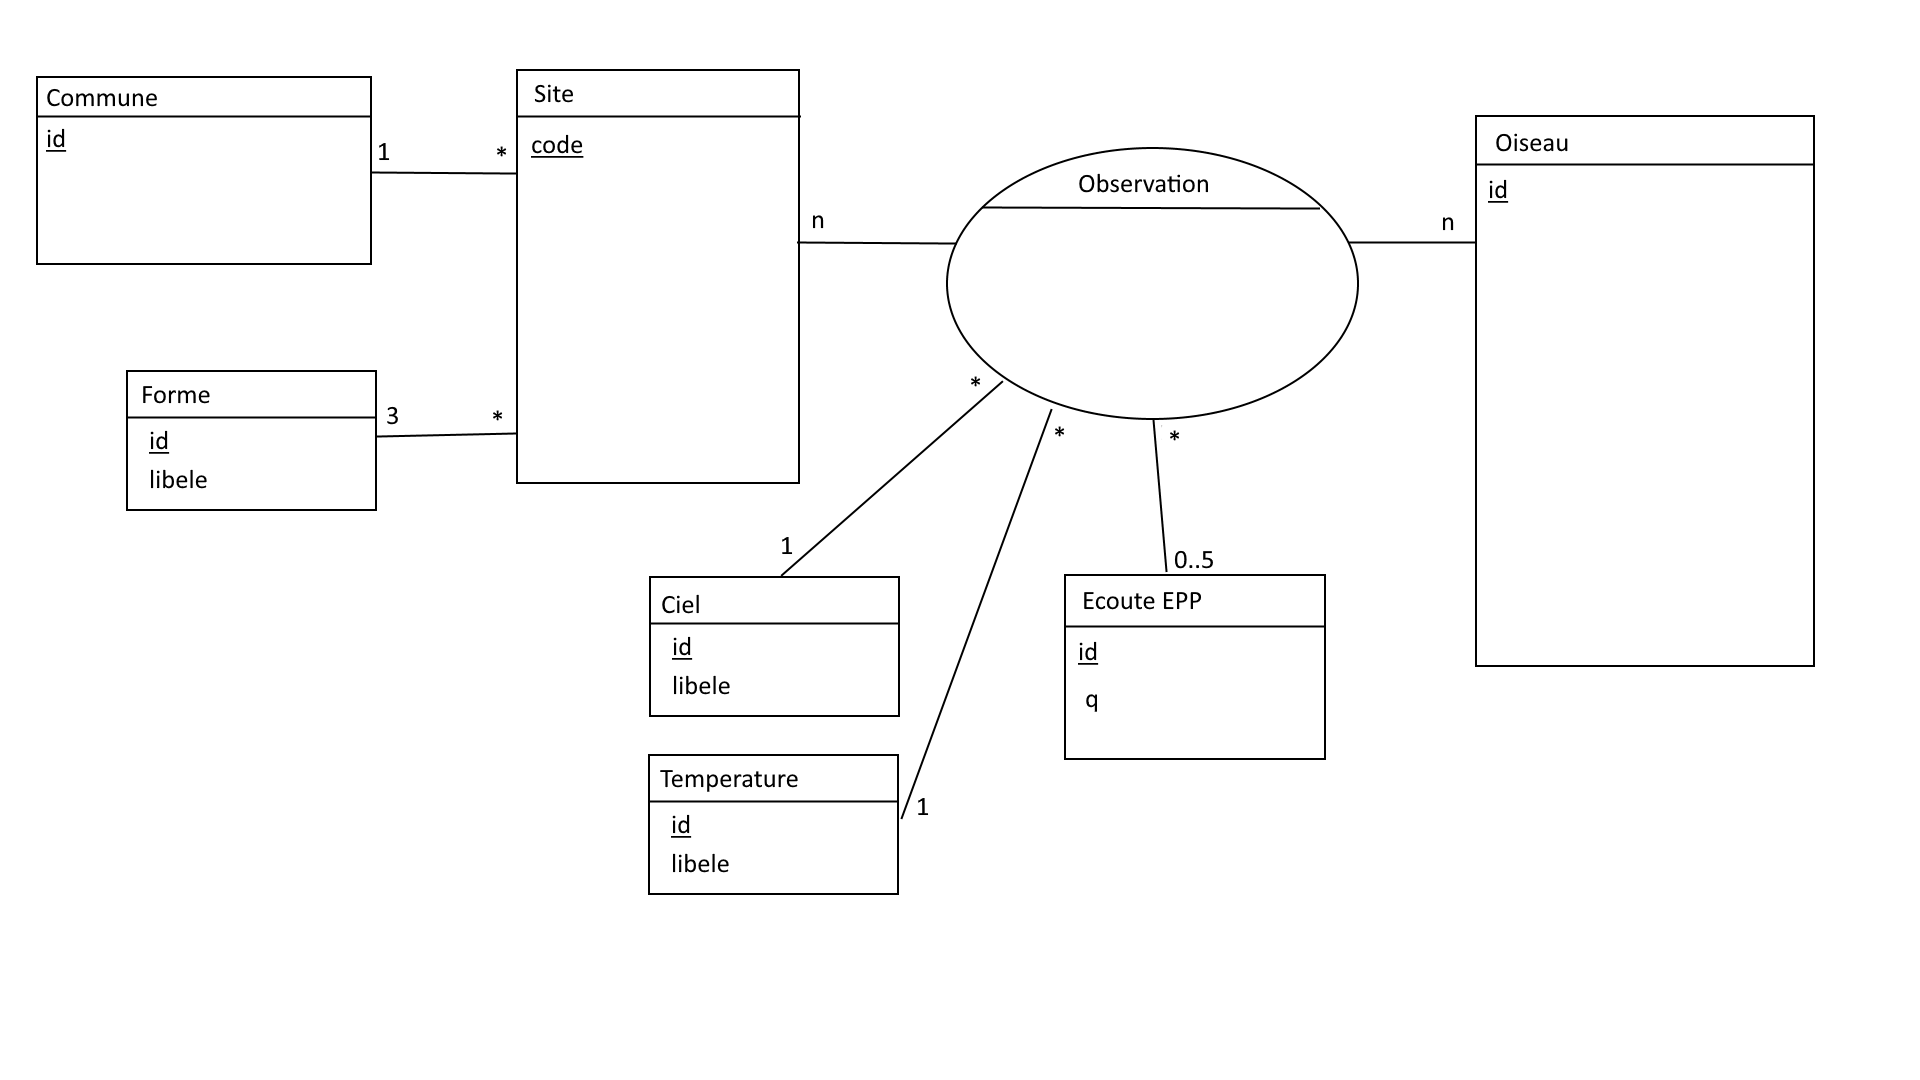 Commune
id
1
*
Site
code
n
Observation
n
Oiseau
id
Forme
id
libele
3
*
*
1
*
1
*
0..5
Ciel
id
libele
Temperature
id
libele
Ecoute EPP
id
q